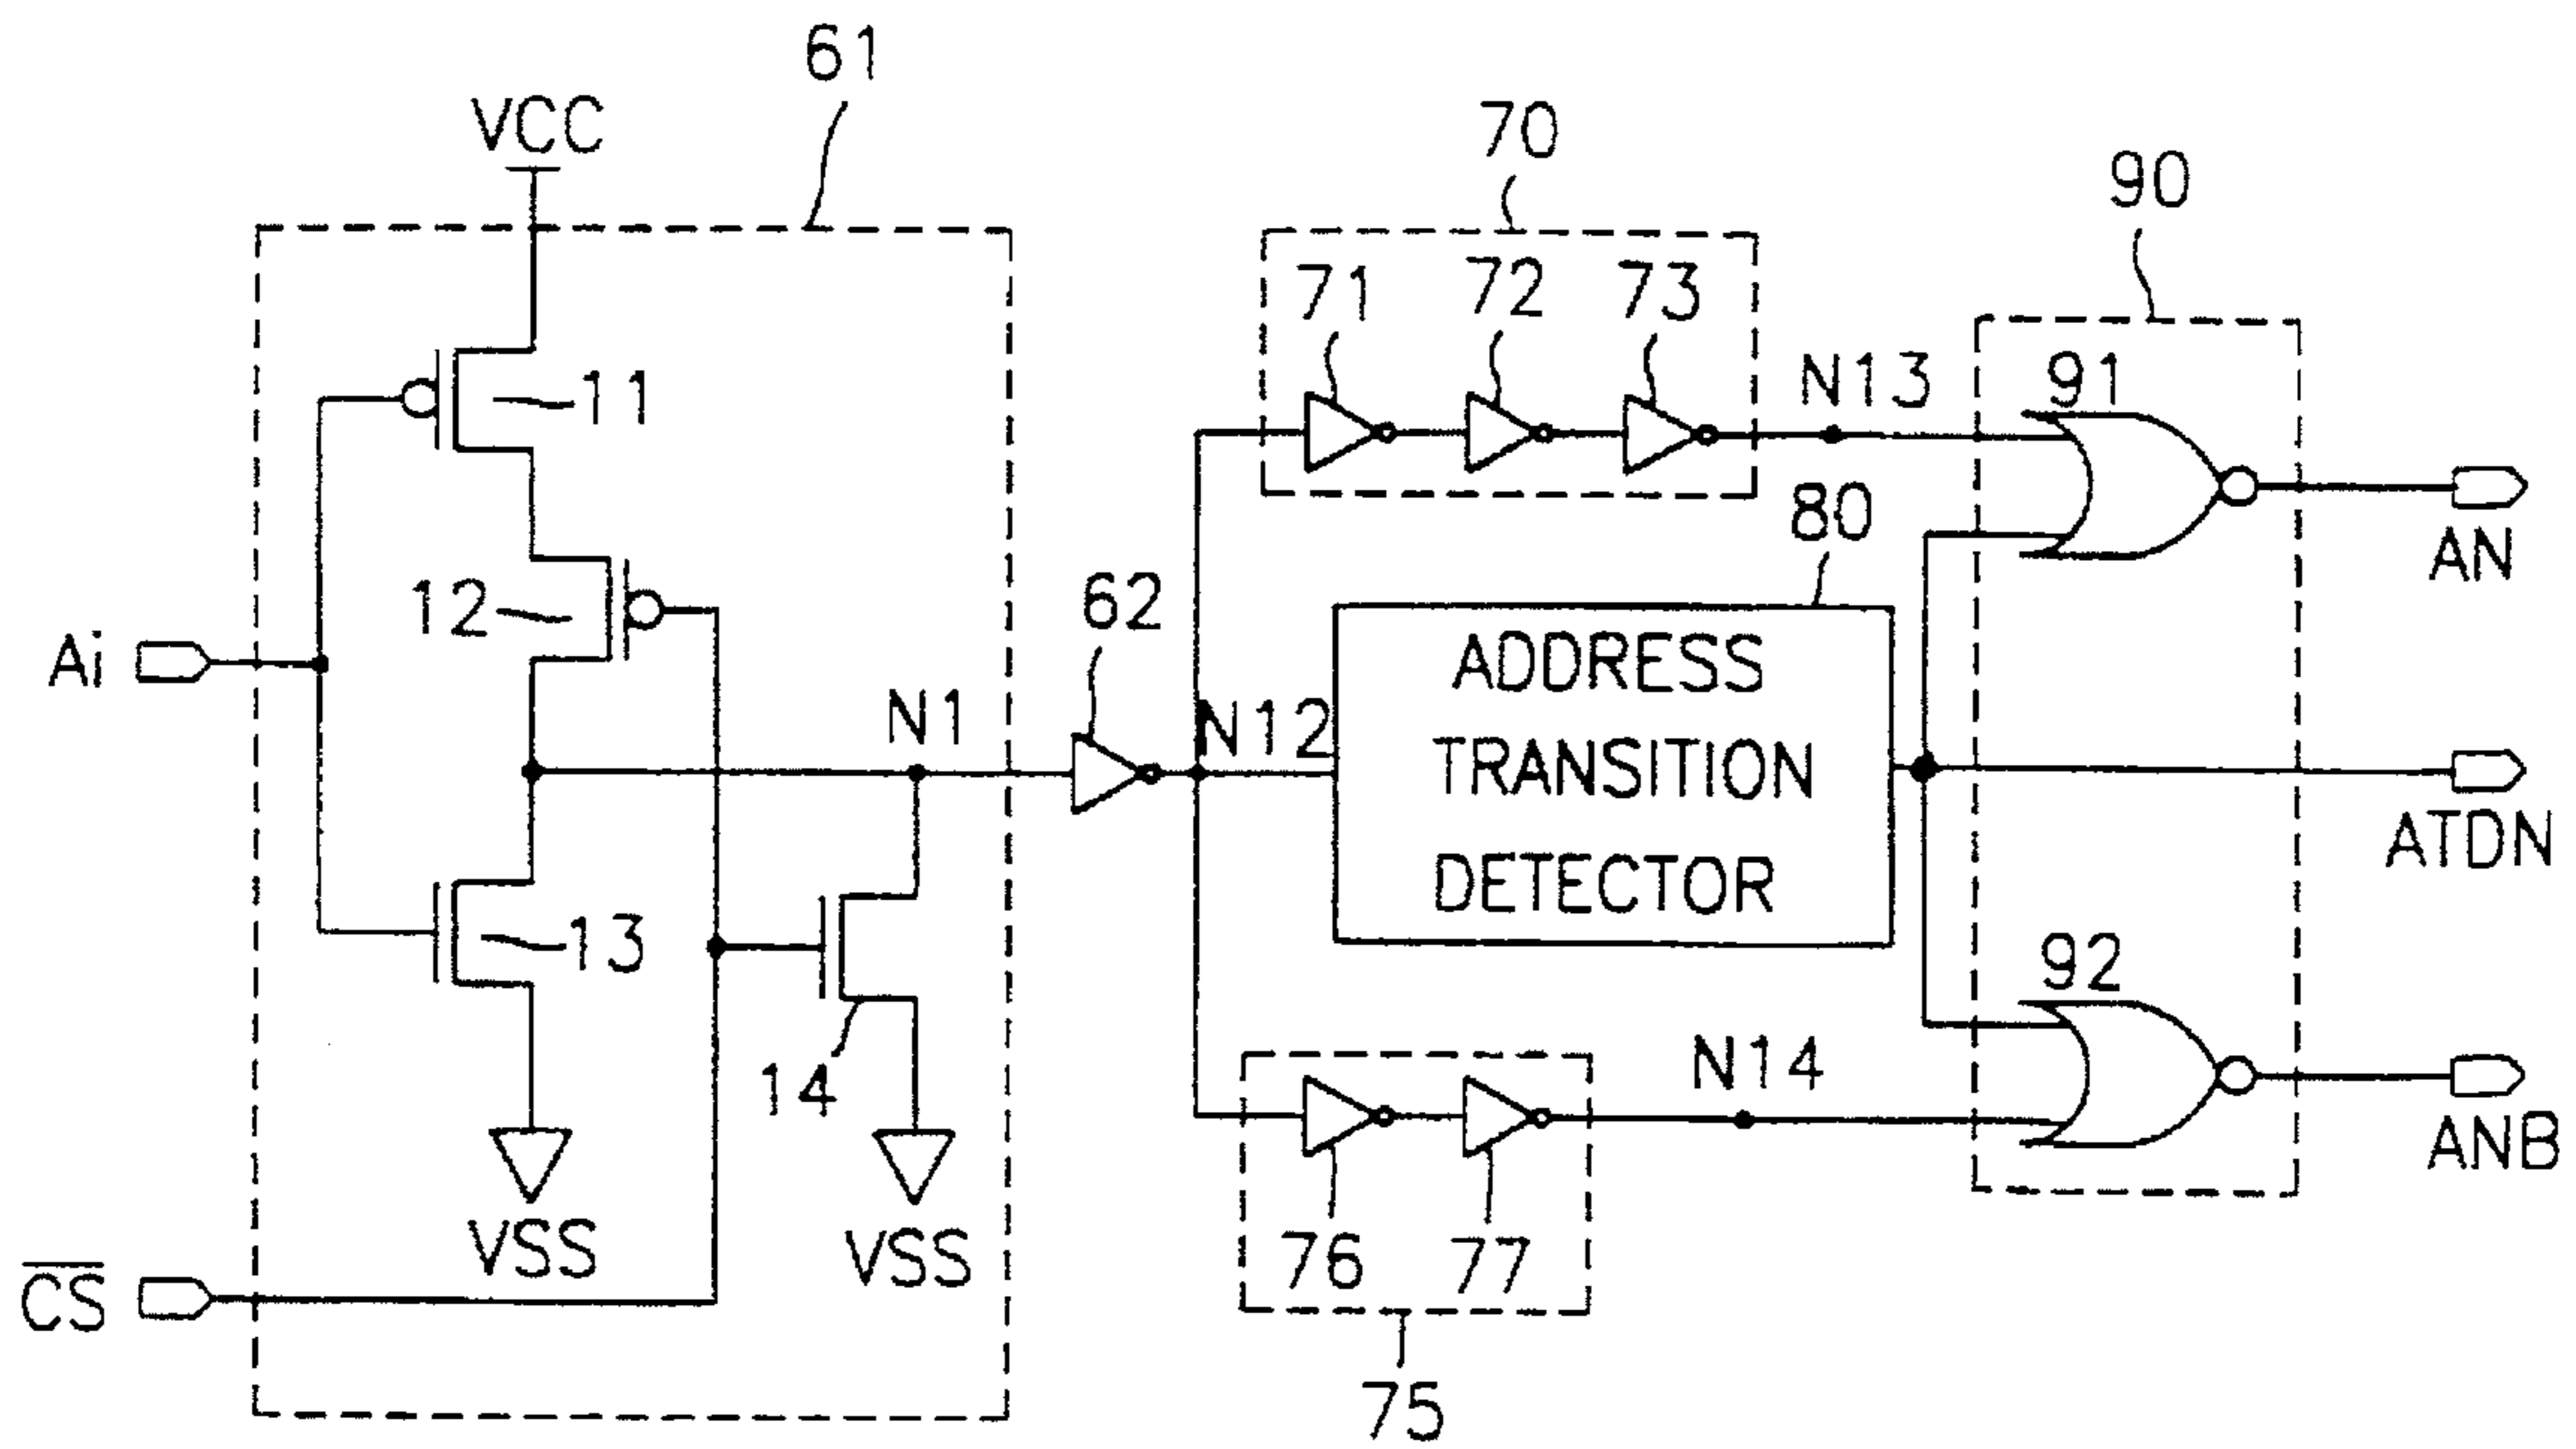 61
VCC
70
90
71
72
73
N13
91
11
80
AN
12
62
Ai
N1
N12
ADDRESS
TRANSITION
DETECTOR
ATDN
13
92
14
N14
ANB
VSS
VSS
76
77
C̅S̅
75